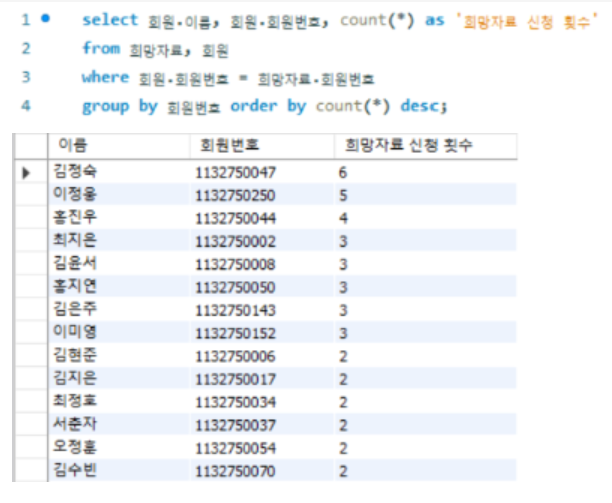 1 select 회원.이름, 회원.회원번호, count(*) as '희망자료 신청 횟수'
2 from 희망자료, 회원
3 where 회원.회원번호 = 희망자료.회원번호
4 group by 회원번호 order by count(*) desc;
이름 회원번호 희망자료 신청 횟수
김정숙 1132750047 6
이정웅 1132750250 5
홍진우 1132750044 4
최지은 1132750002 3
김윤서 1132750008 3
홍지연 1132750050 3
김은주 1132750143 3
이미영 1132750152 3
김현준 1132750006 2
김지은 1132750017 2
최정호 1132750034 2
서춘자 1132750037 2
오정훈 1132750054 2
김수빈 1132750070 2